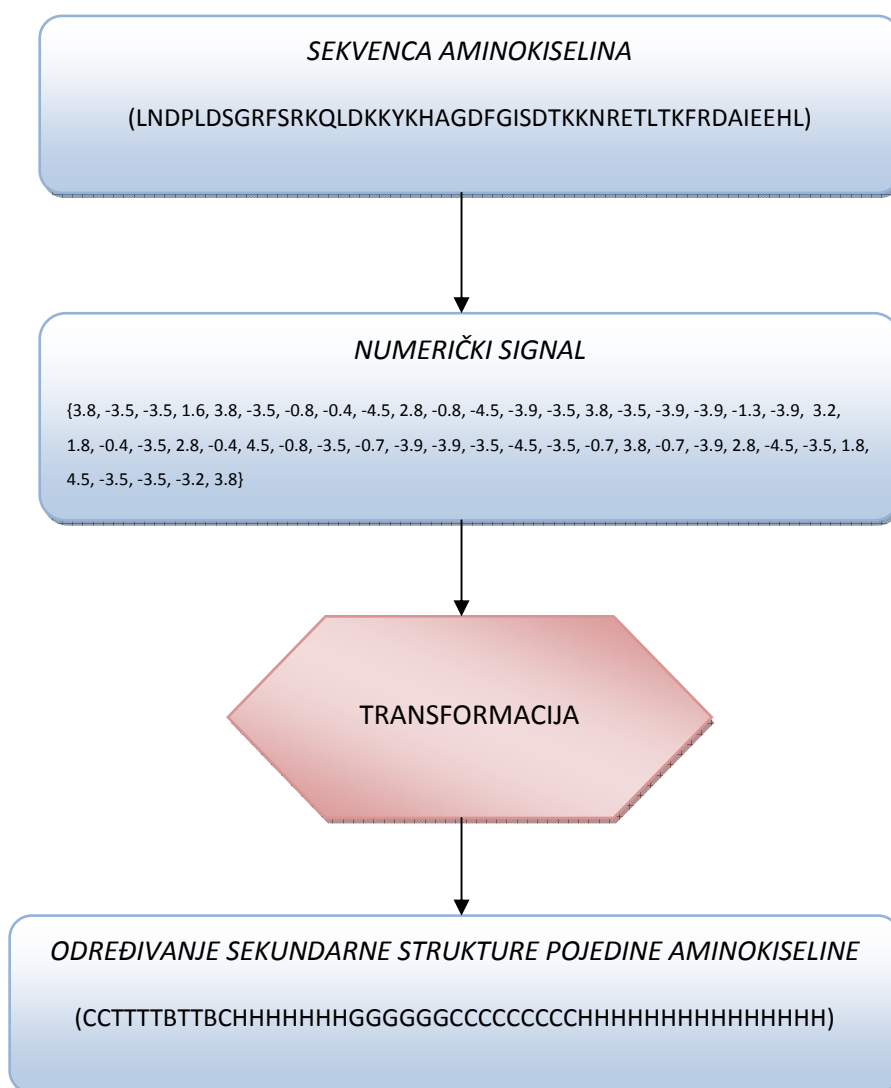 SEKVENCA AMINOKISELINA
(LNDPLDSGRFSRKQLDKKYKHAGDFGISDTKKNRETLTKFRDAIEEHL)
NUMERIČKI SIGNAL
{3.8, -3.5, -3.5, 1.6, 3.8, -3.5, -0.8, -0.4, -4.5, 2.8, -0.8, -4.5, -3.9, -3.5, 3.8, -3.5, -3.9, -3.9, -1.3, -3.9, 3.2,
1.8, -0.4, -3.5, 2.8, -0.4, 4.5, -0.8, -3.5, -0.7, -3.9, -3.9, -3.5, -4.5, -3.5, -0.7, 3.8, -0.7, -3.9, 2.8, -4.5, -3.5, 1.8,
4.5, -3.5, -3.5, -3.2, 3.8}
TRANSFORMACIJA
ODREĐIVANJE SEKUNDARNE STRUKTURE POJEDINE AMINOKISELINE
(CCTTTTBTTBCHHHHHHHGGGGGGCCCCCCCCCHHHHHHHHHHHHHHH)